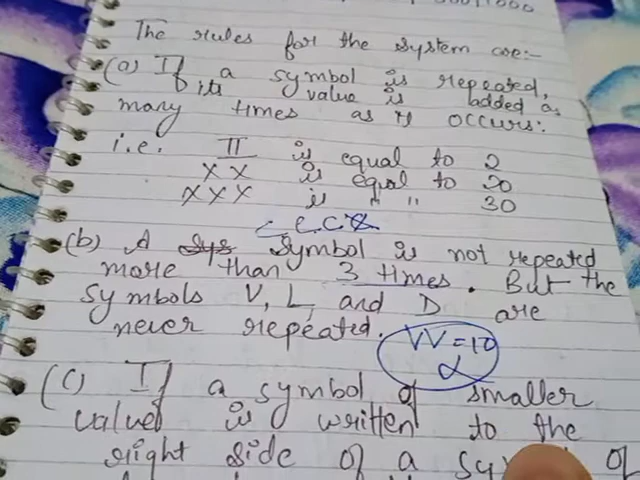 The rules for the system are:-
(a) If a symbol is repeated,
its value is added as
many times as it occurs:
i.e. II is equal to 2
XX is equal to 20
XXX is " " 30
(b) A Symbol is not repeated
more than 3 times. But the
symbols V, L, and D are
never repeated.
VV=10
(c) If a symbol of smaller
value is written to the
right side of a of